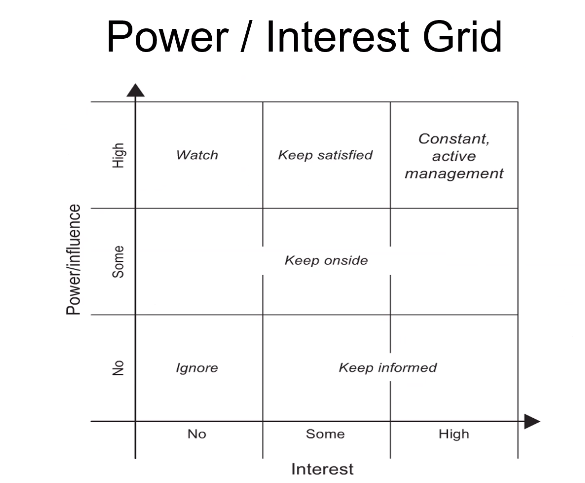 Power / Interest Grid
Power/influence
High
Watch
Keep satisfied
Constant,
active
management
Some
Keep onside
No
Ignore
Keep informed
No
Some
High
Interest